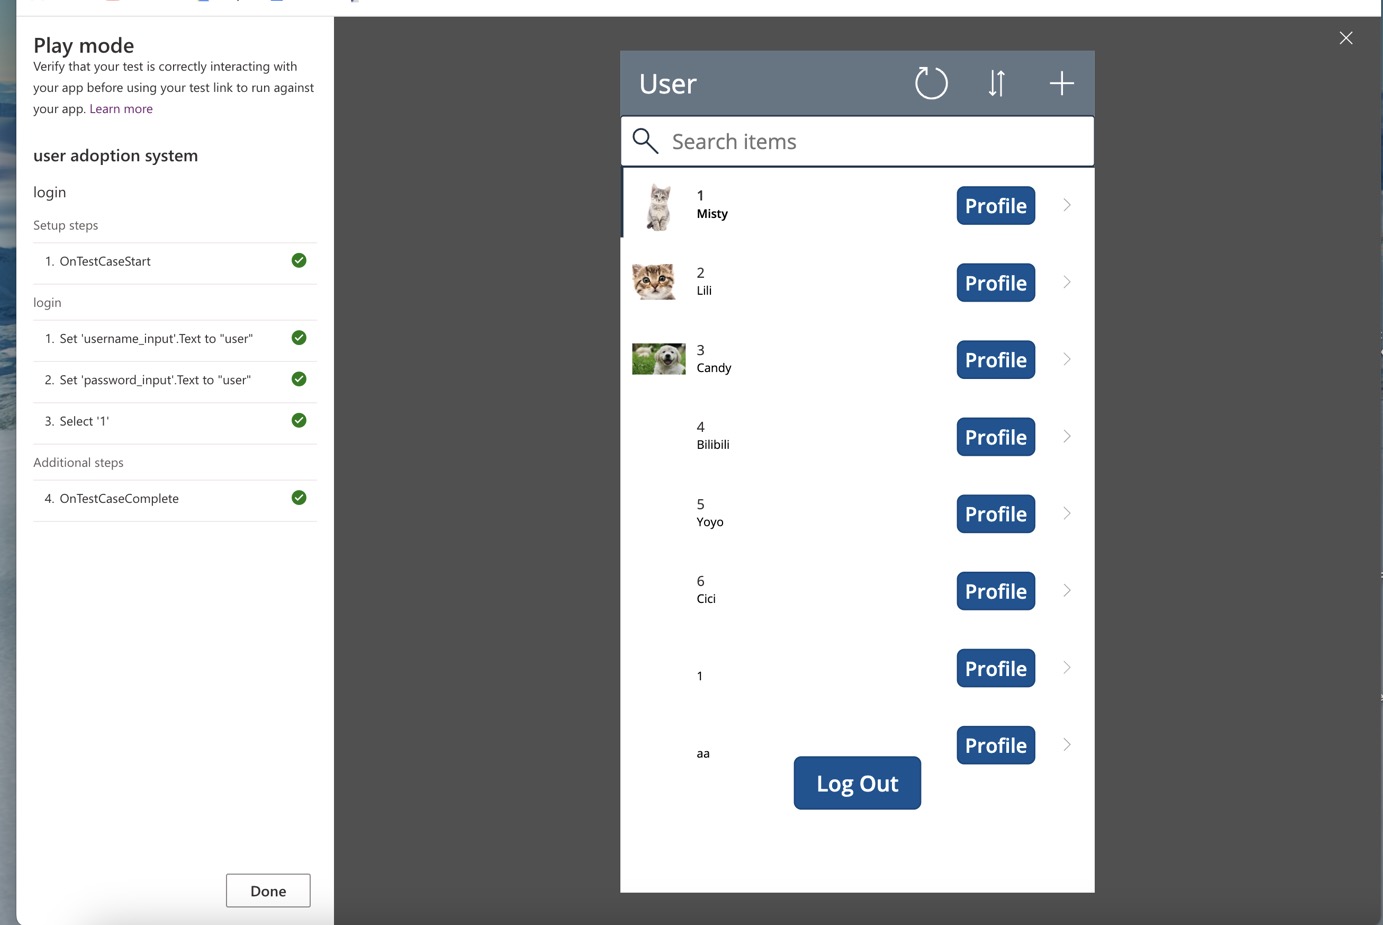 Play mode
Verify that your test is correctly interacting with
your app before using your test link to run against
your app. Learn more
user adoption system
login
Setup steps
1. OnTestCaseStart
login
1. Set 'username_input'.Text to "user"
2. Set 'password_input'.Text to "user"
3. Select '1'
Additional steps
4. OnTestCaseComplete
Done
User
Search items
1
Misty
Profile
2
Lili
Profile
3
Candy
Profile
4
Bilibili
Profile
5
Yoyo
Profile
6
Cici
Profile
1
Profile
aa
Profile
Log Out